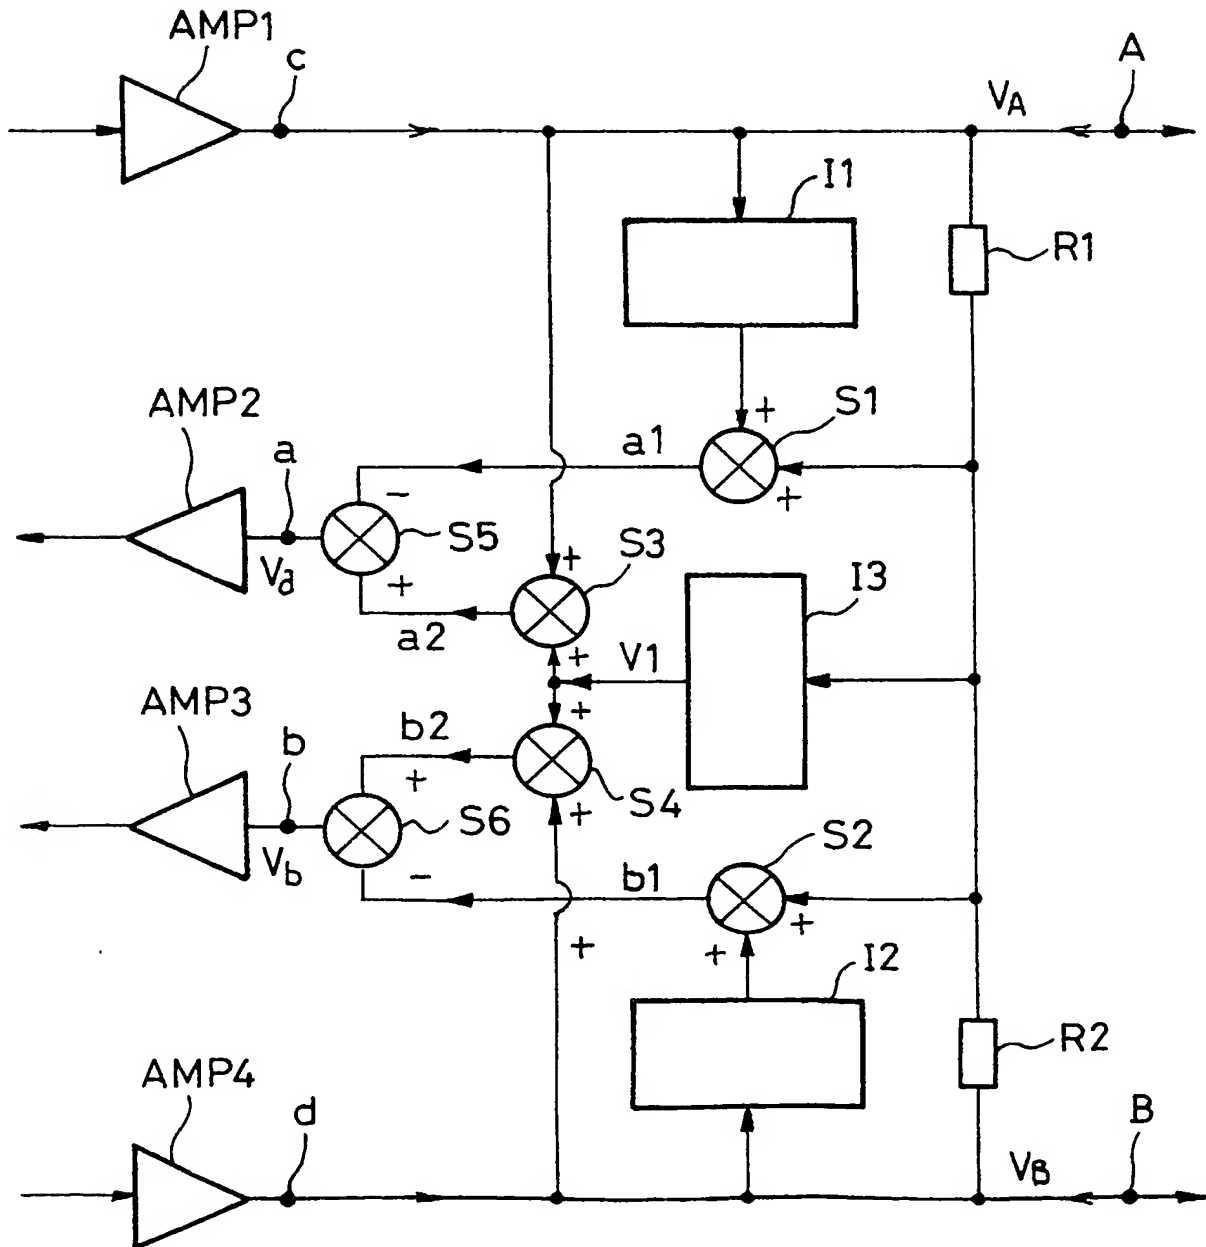 AMP1
c
A
VA
I1
R1
+
S1
AMP2
a1
a
+
-
S5
S3
+
I3
Va
+
a2
+
V1
AMP3
b2
+
b
+
S4
+
S6
S2
Vb
-
b1
+
+
+
I2
R2
AMP4
d
B
VB